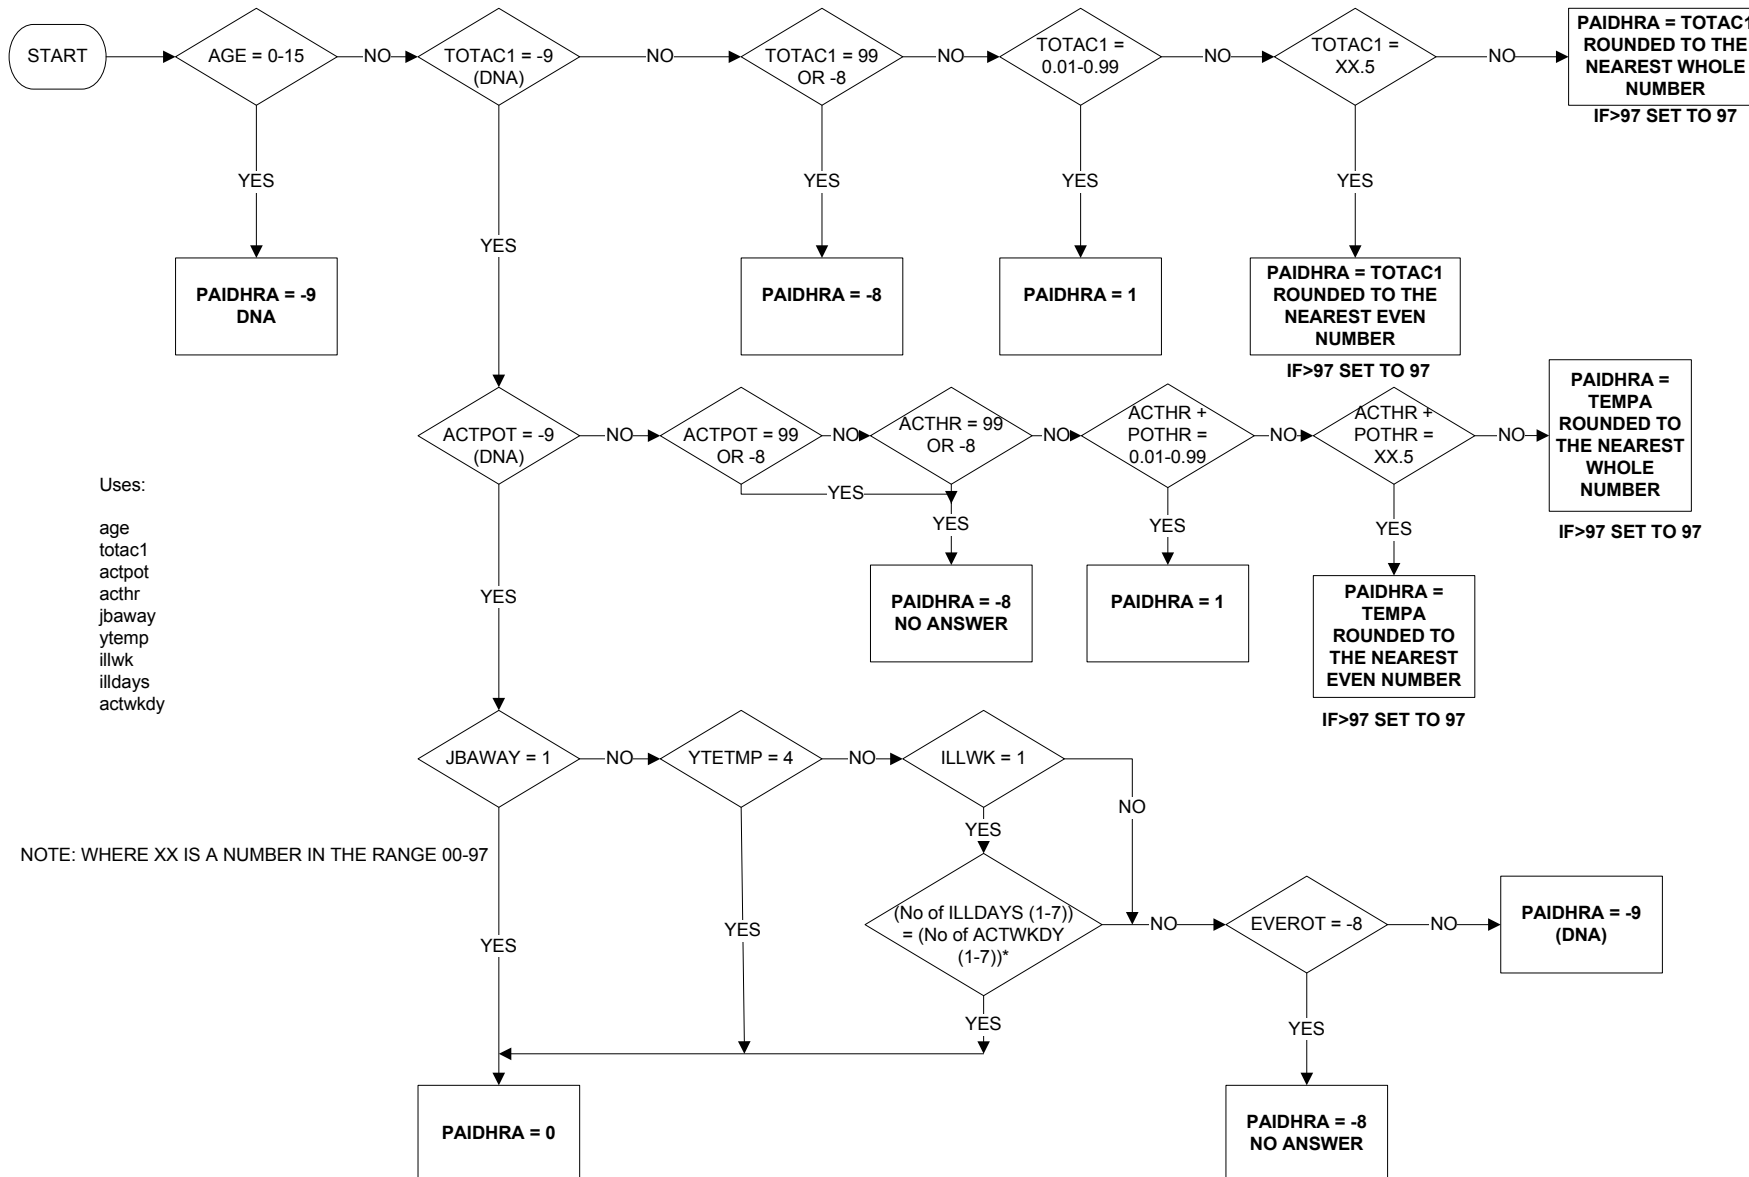 START
AGE = 0-15
NO
TOTAC1 = -9
(DNA)
NO
TOTAC1 = 99
OR -8
NO
TOTAC1 =
0.01-0.99
NO
TOTAC1 =
XX.5
NO
PAIDHRA = TOTAC1
ROUNDED TO THE
NEAREST WHOLE
NUMBER
IF>97 SET TO 97
YES
YES
YES
YES
YES
PAIDHRA = -9
DNA
PAIDHRA = -8
PAIDHRA = 1
PAIDHRA = TOTAC1
ROUNDED TO THE
NEAREST EVEN
NUMBER
IF>97 SET TO 97
ACTPOT = -9
(DNA)
NO
ACTPOT = 99
OR -8
NO
ACTHR = 99
OR -8
NO
ACTHR +
POTHR =
0.01-0.99
NO
ACTHR +
POTHR =
XX.5
NO
PAIDHRA =
TEMPA
ROUNDED TO
THE NEAREST
WHOLE
NUMBER
IF>97 SET TO 97
YES
YES
YES
YES
YES
PAIDHRA = -8
NO ANSWER
PAIDHRA = 1
PAIDHRA =
TEMPA
ROUNDED TO
THE NEAREST
EVEN NUMBER
IF>97 SET TO 97
Uses:
age
totac1
actpot
acthr
jbaway
ytemp
illwk
illdays
actwkdy
JBAWAY = 1
NO
YTETMP = 4
NO
ILLWK = 1
NO
YES
NOTE: WHERE XX IS A NUMBER IN THE RANGE 00-97
YES
YES
(No of ILLDAYS (1-7))
= (No of ACTWKDY
(1-7))*
NO
EVEROT = -8
NO
PAIDHRA = -9
(DNA)
YES
YES
PAIDHRA = 0
PAIDHRA = -8
NO ANSWER